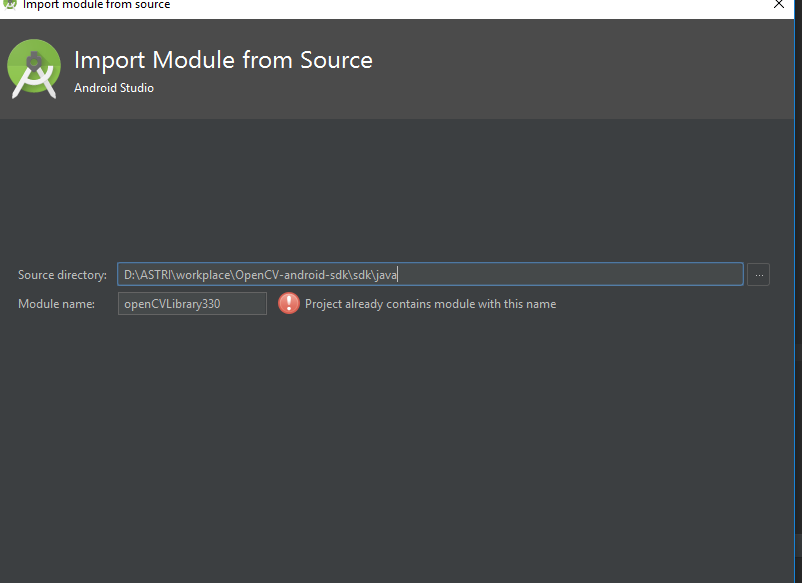 Import module from source
Import Module from Source
Android Studio
Source directory: D:\ASTRI\workplace\OpenCV-android-sdk\sdk\java ...
Module name: openCVLibrary330 Project already contains module with this name